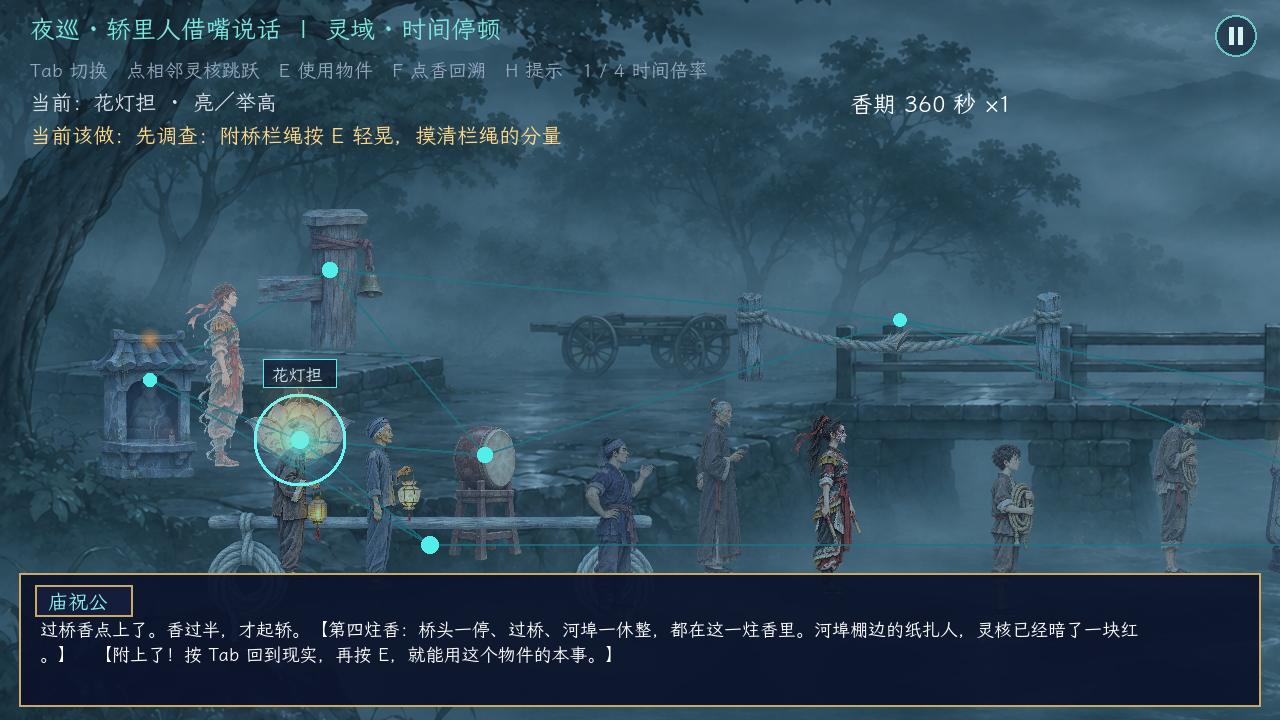 夜巡・轿里人借嘴说话 | 灵域・时间停顿
Tab 切换 点相邻灵核跳跃 E 使用物件 F 点香回溯 H 提示 1 / 4 时间倍率
当前：花灯担 · 亮／举高
香期 360 秒 ×1
当前该做：先调查：附桥栏绳按 E 轻晃，摸清栏绳的分量
花灯担
庙祝公
过桥香点上了。香过半，才起轿。【第四炷香：桥头一停、过桥、河埠一休整，都在这一炷香里。河埠棚边的纸扎人，灵核已经暗了一块红
。】 【附上了！按 Tab 回到现实，再按 E，就能用这个物件的本事。】